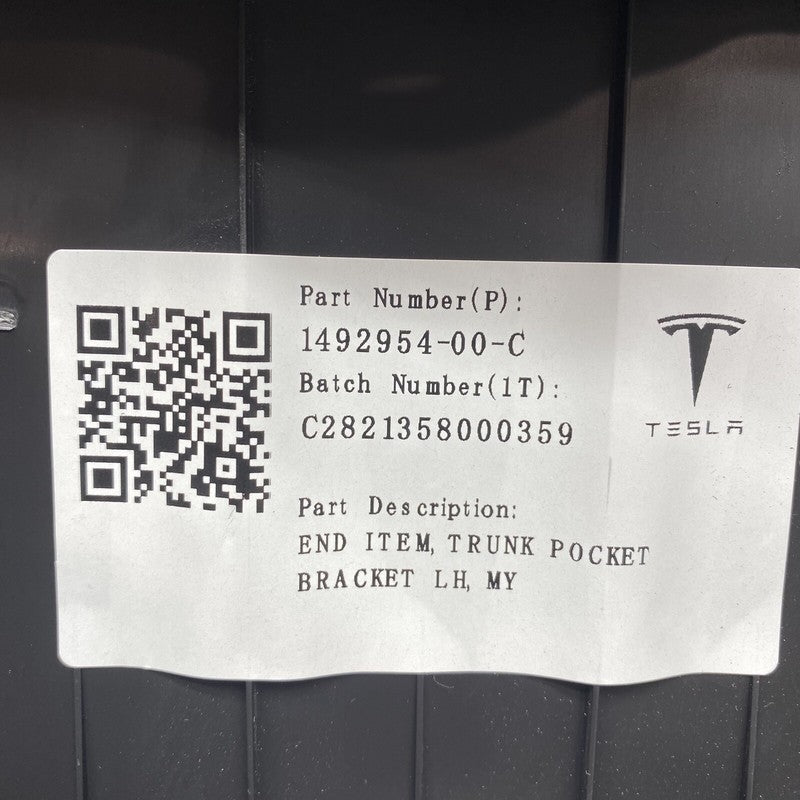 Part Number(P):
1492954-00-C
Batch Number(1T):
C2821358000359
TESLA
Part Description:
END ITEM, TRUNK POCKET
BRACKET LH, MY